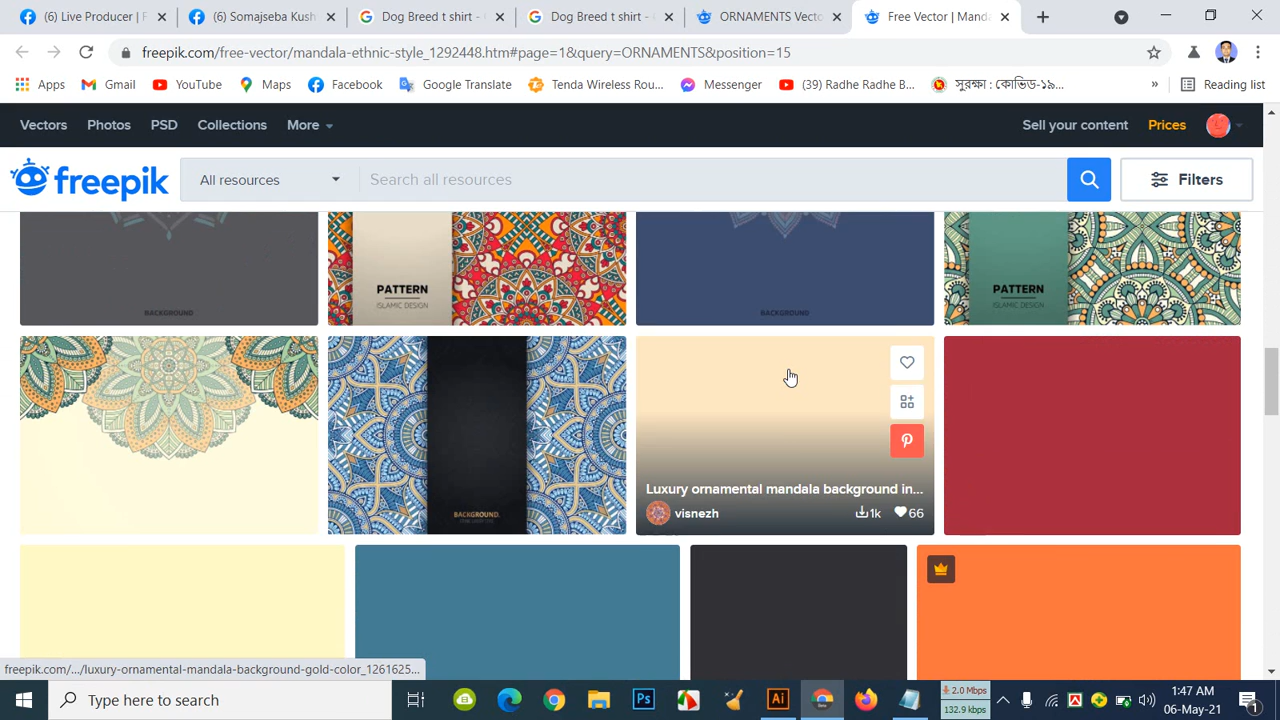 (6) Live Producer | F
(6) Somajseba Kush
Dog Breed t shirt - G
Dog Breed t shirt - G
ORNAMENTS Vecto
Free Vector | Manda
freepik.com/free-vector/mandala-ethnic-style_1292448.htm#page=1&query=ORNAMENTS&position=15
Apps
Gmail
YouTube
Maps
Facebook
Google Translate
Tenda Wireless Rou...
Messenger
(39) Radhe Radhe B...
সুরক্ষা : কোভিড-১৯...
»
Reading list
Vectors
Photos
PSD
Collections
More
Sell your content
Prices
freepik
All resources
Search all resources
Filters
BACKGROUND
PATTERN
ISLAMIC DESIGN
BACKGROUND
PATTERN
ISLAMIC DESIGN
BACKGROUND.
Luxury ornamental mandala background in...
visnezh
1k
66
freepik.com/.../luxury-ornamental-mandala-background-gold-color_1261625...
Type here to search
Ps
Ai
2.0 Mbps
132.9 kbps
1:47 AM
06-May-21
1